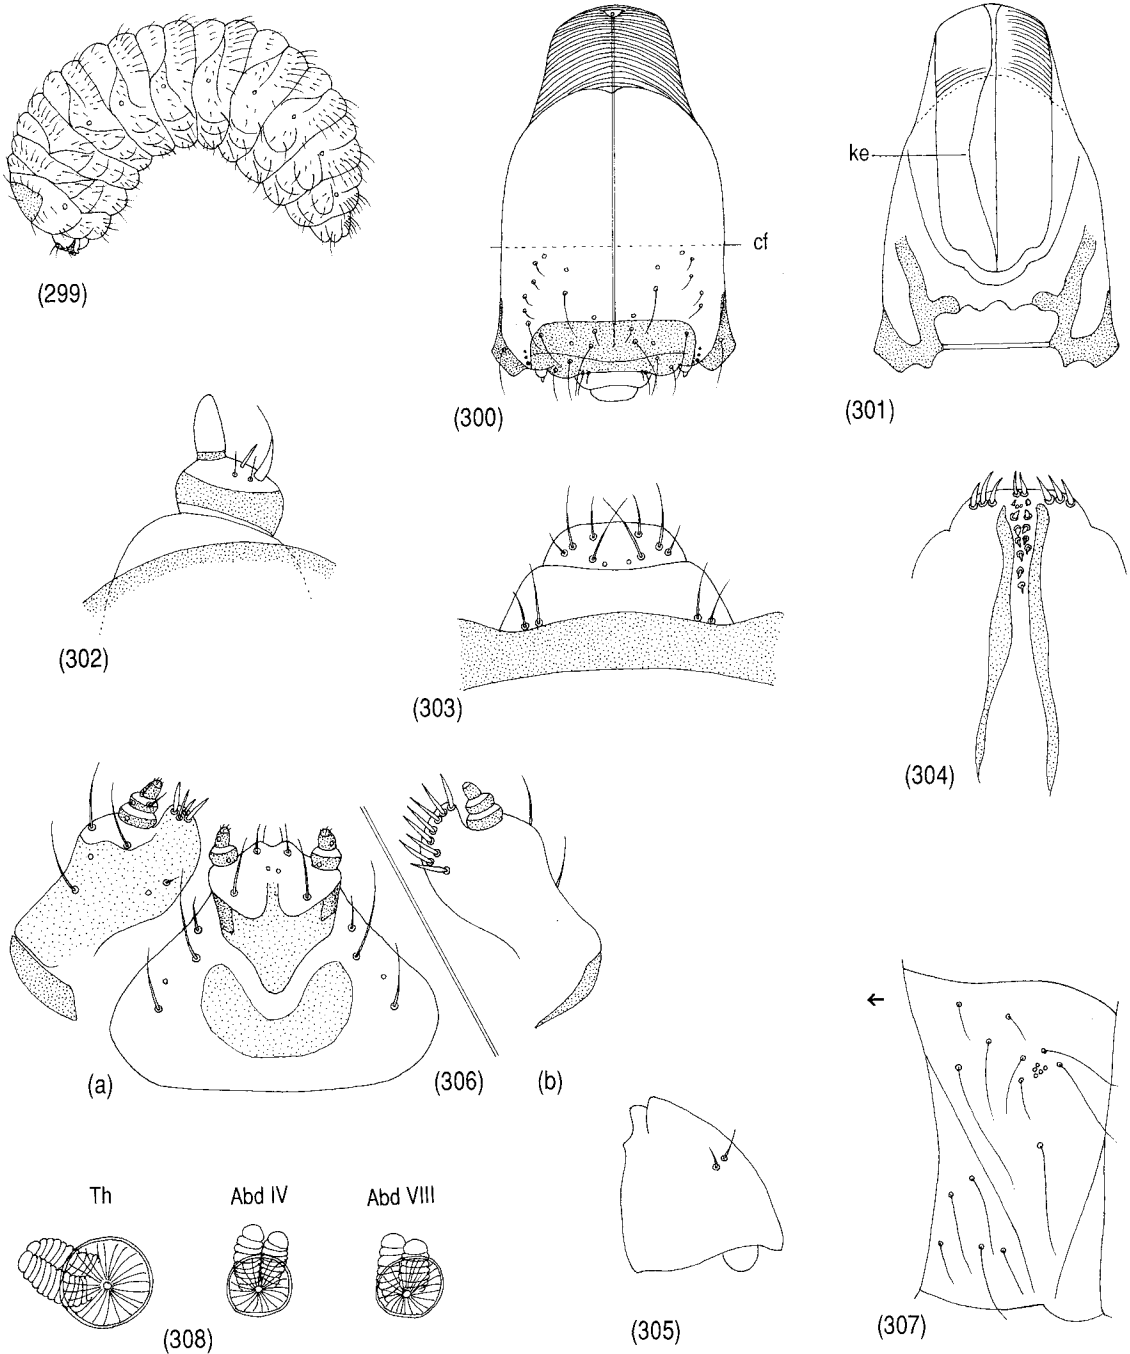 (299)
cf
(300)
ke
(301)
(302)
(303)
(304)
(a)
(306)
(b)
Th
Abd IV
Abd VIII
(308)
(305)
(307)